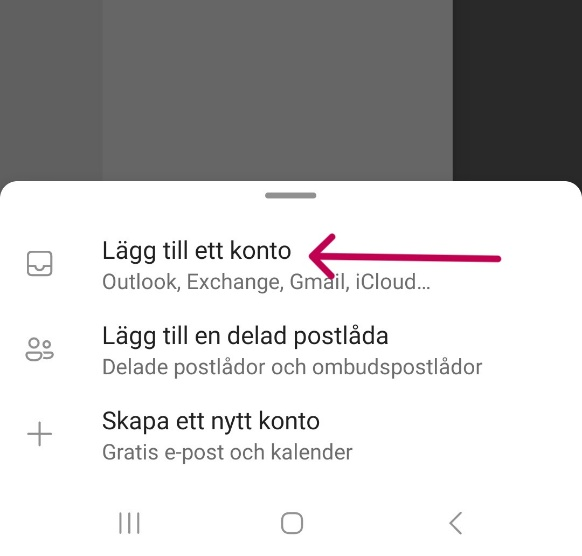 Lägg till ett konto
Outlook, Exchange, Gmail, iCloud...
Lägg till en delad postlåda
Delade postlådor och ombudspostlådor
Skapa ett nytt konto
Gratis e-post och kalender